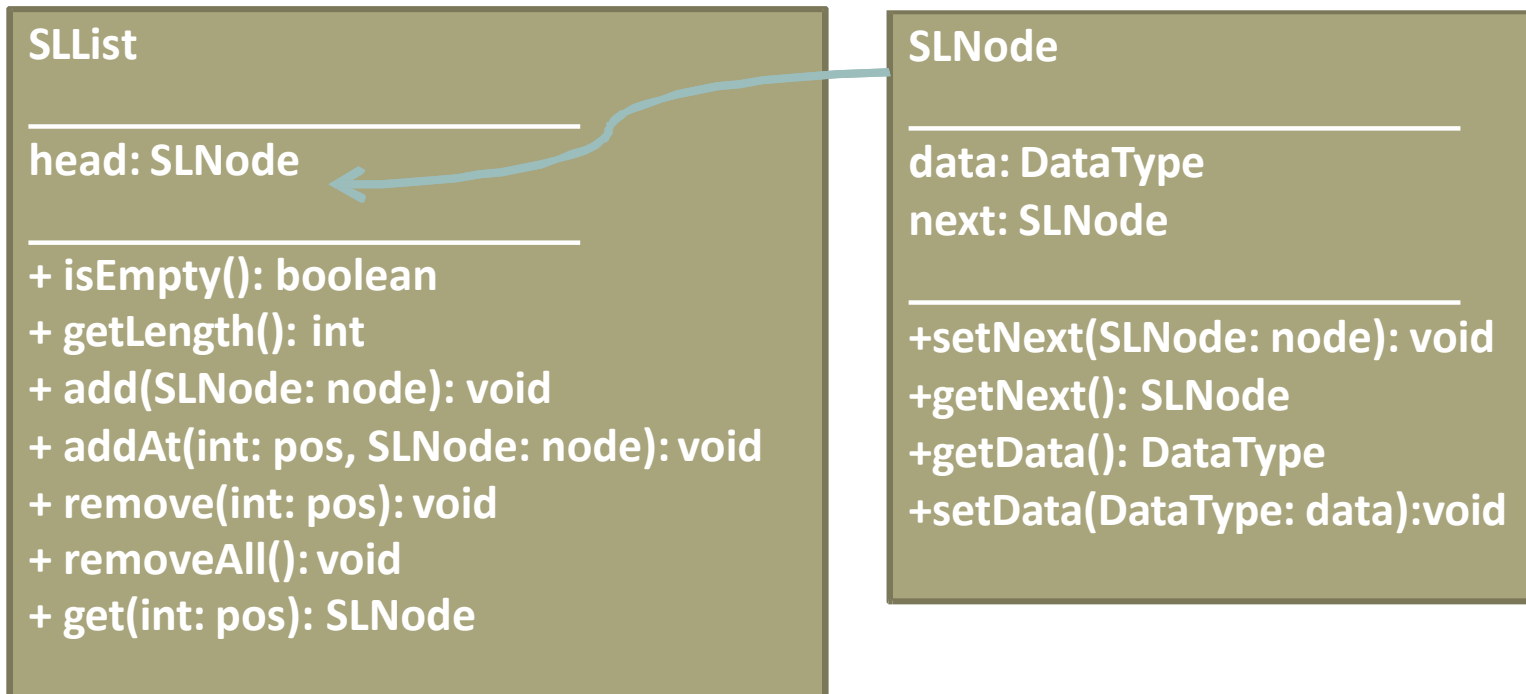 SLList
head: SLNode
+ isEmpty(): boolean
+ getLength(): int
+ add(SLNode: node): void
+ addAt(int: pos, SLNode: node): void
+ remove(int: pos): void
+ removeAll(): void
+ get(int: pos): SLNode
SLNode
data: DataType
next: SLNode
+setNext(SLNode: node): void
+getNext(): SLNode
+getData(): DataType
+setData(DataType: data):void